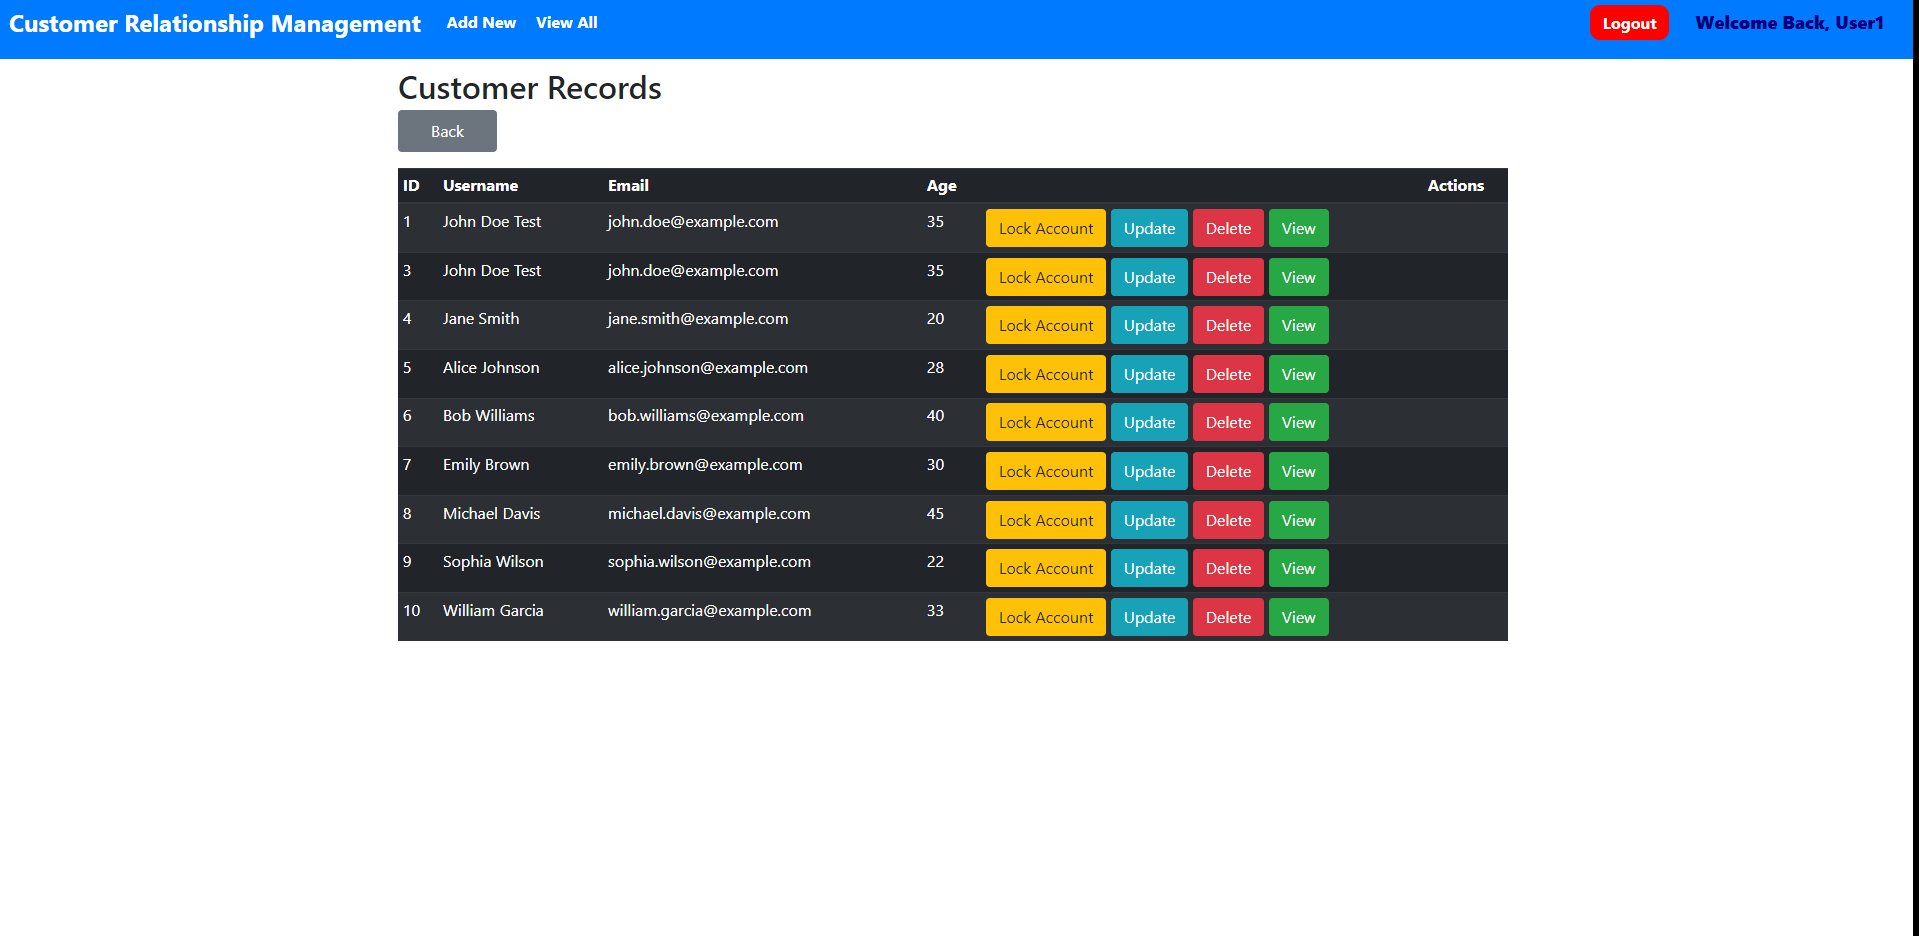 Customer Relationship Management Add New View All Logout Welcome Back, User1
Customer Records
Back
ID Username Email Age Actions
1 John Doe Test john.doe@example.com 35 Lock Account Update Delete View
3 John Doe Test john.doe@example.com 35 Lock Account Update Delete View
4 Jane Smith jane.smith@example.com 20 Lock Account Update Delete View
5 Alice Johnson alice.johnson@example.com 28 Lock Account Update Delete View
6 Bob Williams bob.williams@example.com 40 Lock Account Update Delete View
7 Emily Brown emily.brown@example.com 30 Lock Account Update Delete View
8 Michael Davis michael.davis@example.com 45 Lock Account Update Delete View
9 Sophia Wilson sophia.wilson@example.com 22 Lock Account Update Delete View
10 William Garcia william.garcia@example.com 33 Lock Account Update Delete View